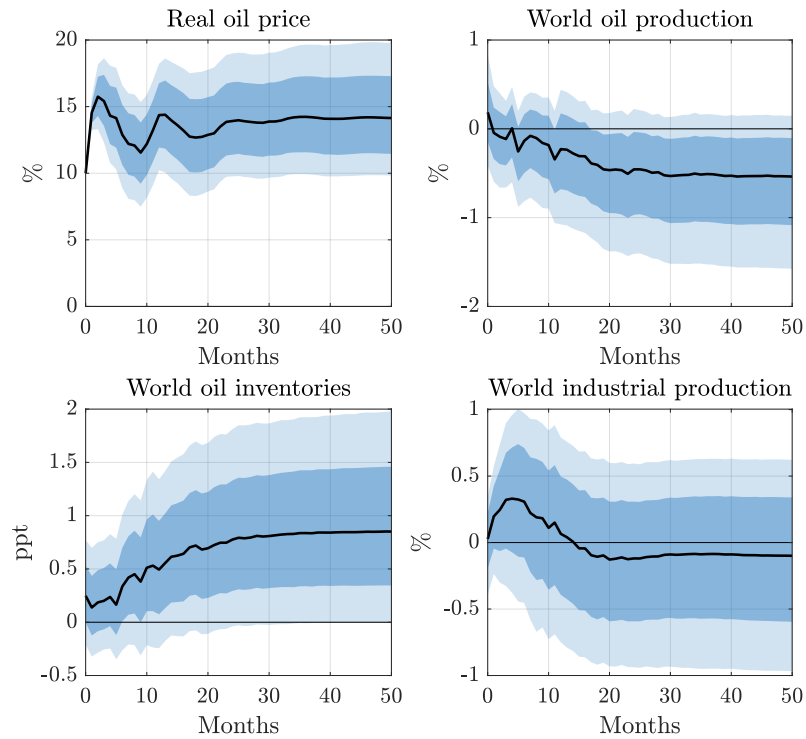 Real oil price
20
15
10
5
0
%
0 10 20 30 40 50
Months
World oil production
1
0
-1
-2
%
0 10 20 30 40 50
Months
World oil inventories
2
1.5
1
0.5
0
-0.5
ppt
0 10 20 30 40 50
Months
World industrial production
1
0.5
0
-0.5
-1
%
0 10 20 30 40 50
Months